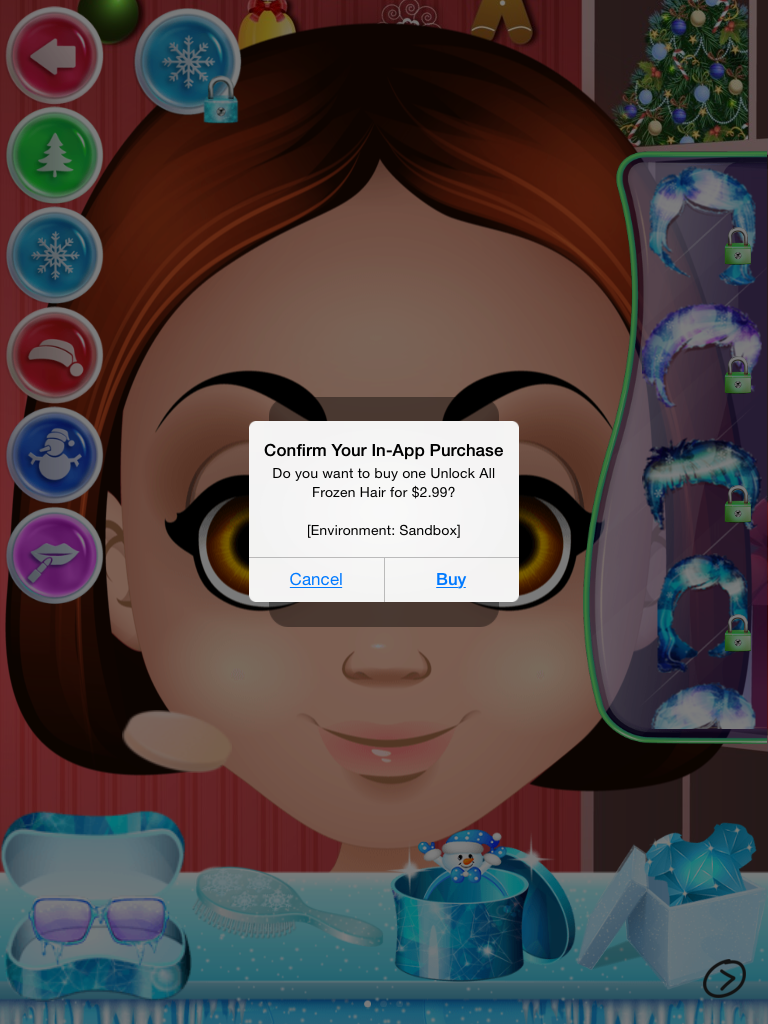 Confirm Your In-App Purchase
Do you want to buy one Unlock All
Frozen Hair for $2.99?
[Environment: Sandbox]
Cancel
Buy